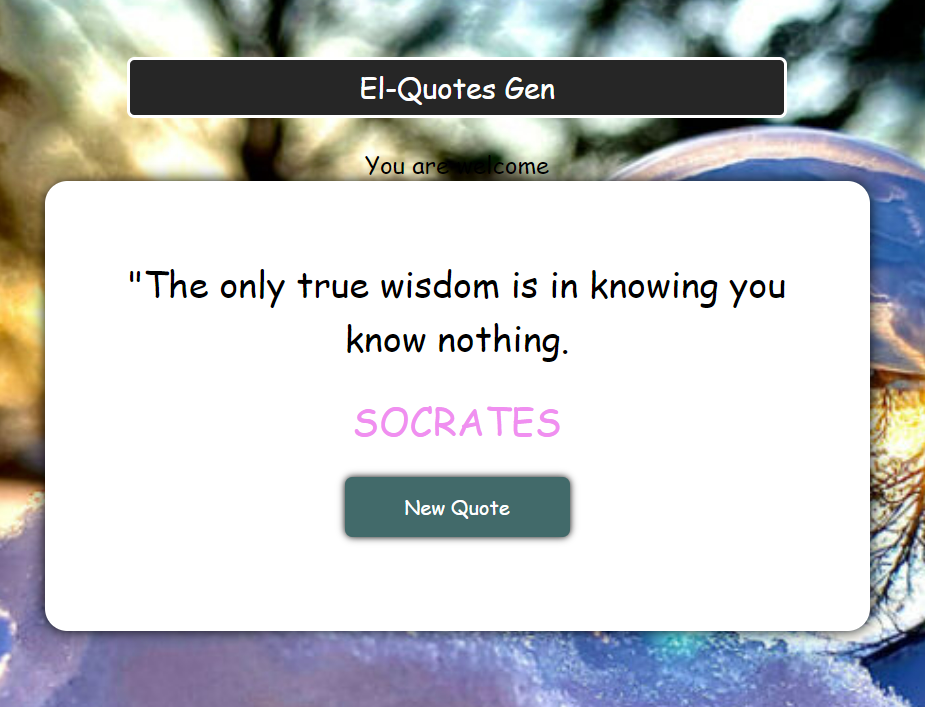 El-Quotes Gen
You are welcome
"The only true wisdom is in knowing you
know nothing.
SOCRATES
New Quote